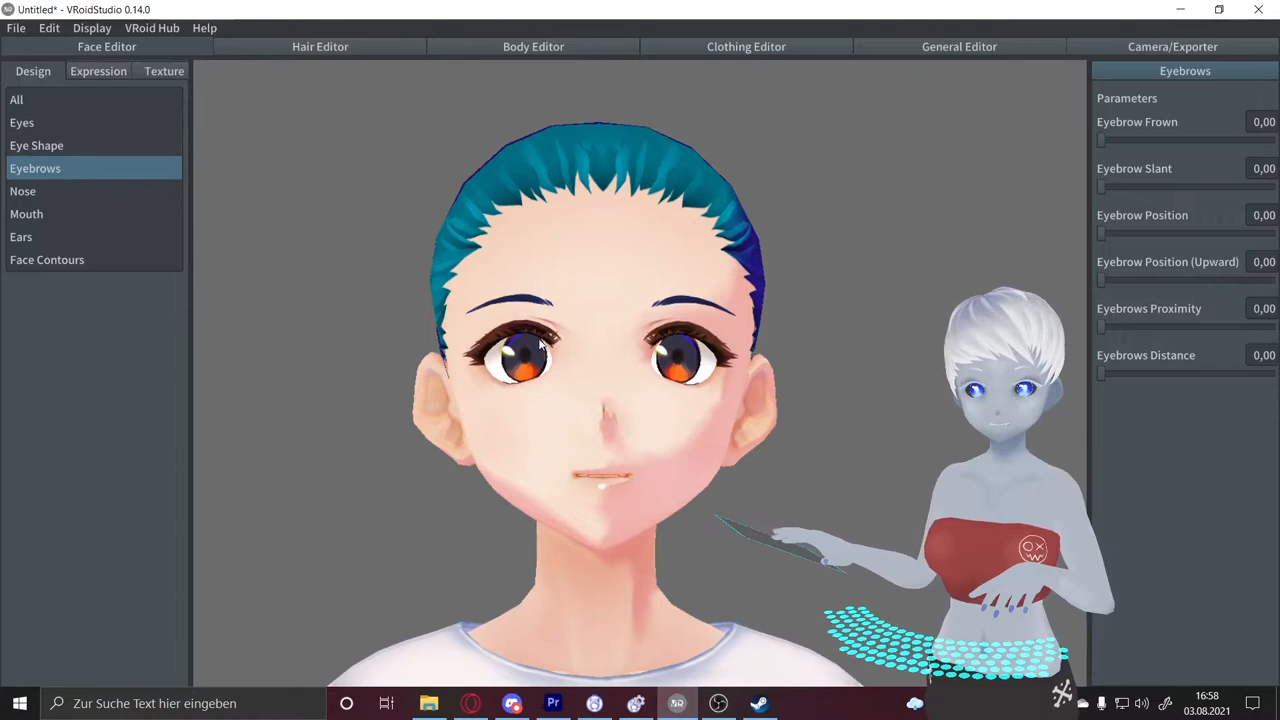 Untitled* - VRoidStudio 0.14.0
File Edit Display VRoid Hub Help
Face Editor Hair Editor Body Editor Clothing Editor General Editor Camera/Exporter
Design Expression Texture
All
Eyes
Eye Shape
Eyebrows
Nose
Mouth
Ears
Face Contours
Eyebrows
Parameters
Eyebrow Frown 0,00
Eyebrow Slant 0,00
Eyebrow Position 0,00
Eyebrow Position (Upward) 0,00
Eyebrows Proximity 0,00
Eyebrows Distance 0,00
Zur Suche Text hier eingeben
Pr
16:58
03.08.2021